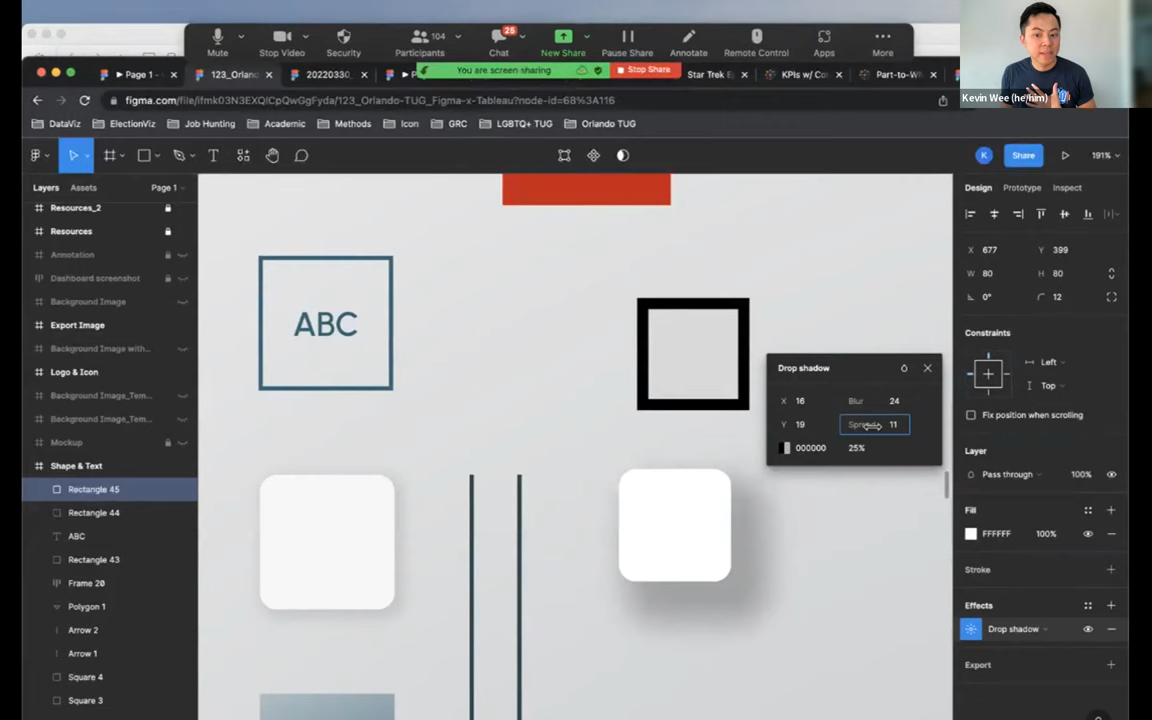 Mute
Stop Video
Security
104
Participants
25
Chat
New Share
Pause Share
Annotate
Remote Control
Apps
More
You are screen sharing
Stop Share
Page 1 -
123_Orlan
20220330_
Star Trek Ep
KPIs w/ Co
Part-to-W
Kevin Wee (he/him)
figma.com/file/ifmk03N3EXQICpQwGgFyda/123_Orlando-TUG_Figma-x-Tableau?node-id=68%3A116
DataViz
ElectionViz
Job Hunting
Academic
Methods
Icon
GRC
LGBTQ+ TUG
Orlando TUG
K
Share
191%
Layers
Assets
Page 1
Resources_2
Resources
Annotation
Dashboard screenshot
Background Image
Export Image
Background Image with...
Logo & Icon
Background Image_Tem...
Background Image_Tem...
Mockup
Shape & Text
Rectangle 45
Rectangle 44
ABC
Rectangle 43
Frame 20
Polygon 1
Arrow 2
Arrow 1
Square 4
Square 3
ABC
Drop shadow
X 16
Blur 24
Y 19
Spread 11
000000 25%
Design
Prototype
Inspect
X 677
Y 399
W 80
H 80
0°
12
Constraints
Left
Top
Fix position when scrolling
Layer
Pass through
100%
Fill
FFFFFF 100%
Stroke
Effects
Drop shadow
Export